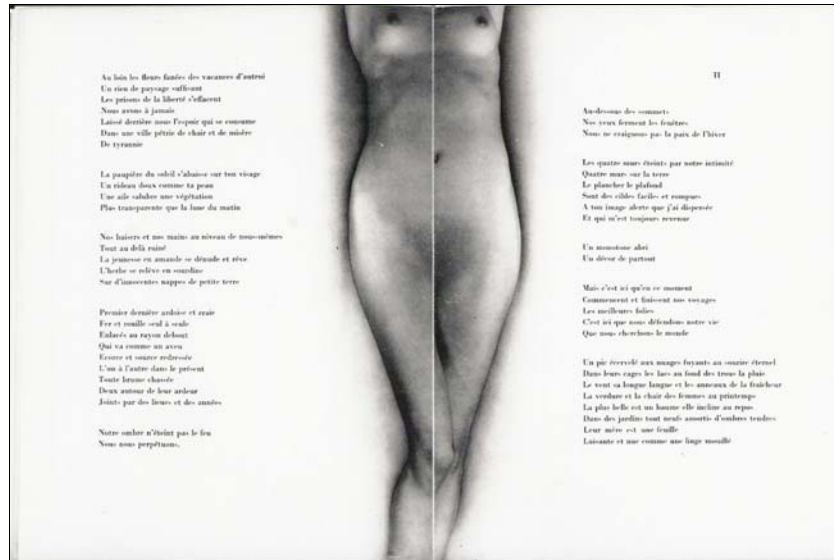 Au loin les fleurs fanées des vacances d'autrui
Un rien de paysage suffisant
Les prisons de la liberté s'effacent
Nous avons à jamais
Laissé derrière nous l'espoir qui se consume
Dans une ville pétrie de chair et de misère
De tyrannie
La paupière du soleil s'abaisse sur ton visage
Un rideau doux comme ta peau
Une aile salubre une végétation
Plus transparente que la lune du matin
Nos baisers et nos mains au niveau de nous-mêmes
Tout au delà ruiné
La jeunesse en amande se dénude et rêve
L'herbe se relève en sourdine
Sur d'innocentes nappes de petite terre
Premier dernière ardoise et craie
Fer et rouille seul à seule
Enlacés au rayon debout
Qui va comme un aveu
Ecorce et source redressée
L'un à l'autre dans le présent
Toute brume chassée
Deux autour de leur ardeur
Joints par des lieues et des années
Notre ombre n'éteint pas le feu
Nous nous perpétuons.
II
Au-dessous des sommets
Nos yeux ferment les fenêtres
Nous ne craignons pas la paix de l'hiver
Les quatre murs éteints par notre intimité
Quatre murs sur la terre
Le plancher le plafond
Sont des cibles faciles et rompues
A ton image alerte que j'ai dispersée
Et qui m'est toujours revenue
Un monotone abri
Un décor de partout
Mais c'est ici qu'en ce moment
Commencent et finissent nos voyages
Les meilleures folies
C'est ici que nous défendons notre vie
Que nous cherchons le monde
Un pic écervelé aux nuages fuyants au sourire éternel
Dans leurs cages les lacs au fond des trous la pluie
Le vent sa longue langue et les anneaux de la fraîcheur
La verdure et la chair des femmes au printemps
La plus belle est un baume elle incline au repos
Dans des jardins tout neufs amortis d'ombres tendres
Leur mère est une feuille
Luisante et nue comme une linge mouillé